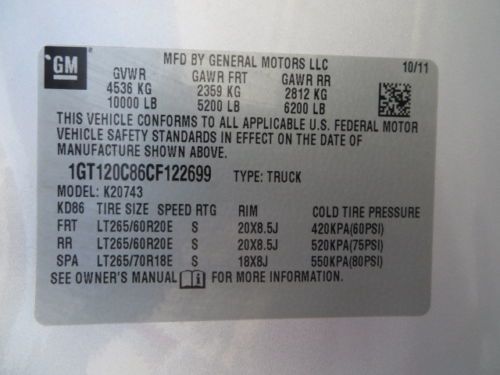 GM
MFD BY GENERAL MOTORS LLC 10/11
GVWR GAWR FRT GAWR RR
4536 KG 2359 KG 2812 KG
10000 LB 5200 LB 6200 LB
THIS VEHICLE CONFORMS TO ALL APPLICABLE U.S. FEDERAL MOTOR
VEHICLE SAFETY STANDARDS IN EFFECT ON THE DATE OF
MANUFACTURE SHOWN ABOVE.
1GT120C86CF122699 TYPE: TRUCK
MODEL: K20743
KD86 TIRE SIZE SPEED RTG RIM COLD TIRE PRESSURE
FRT LT265/60R20E S 20X8.5J 420KPA(60PSI)
RR LT265/60R20E S 20X8.5J 520KPA(75PSI)
SPA LT265/70R18E S 18X8J 550KPA(80PSI)
SEE OWNER'S MANUAL FOR MORE INFORMATION.